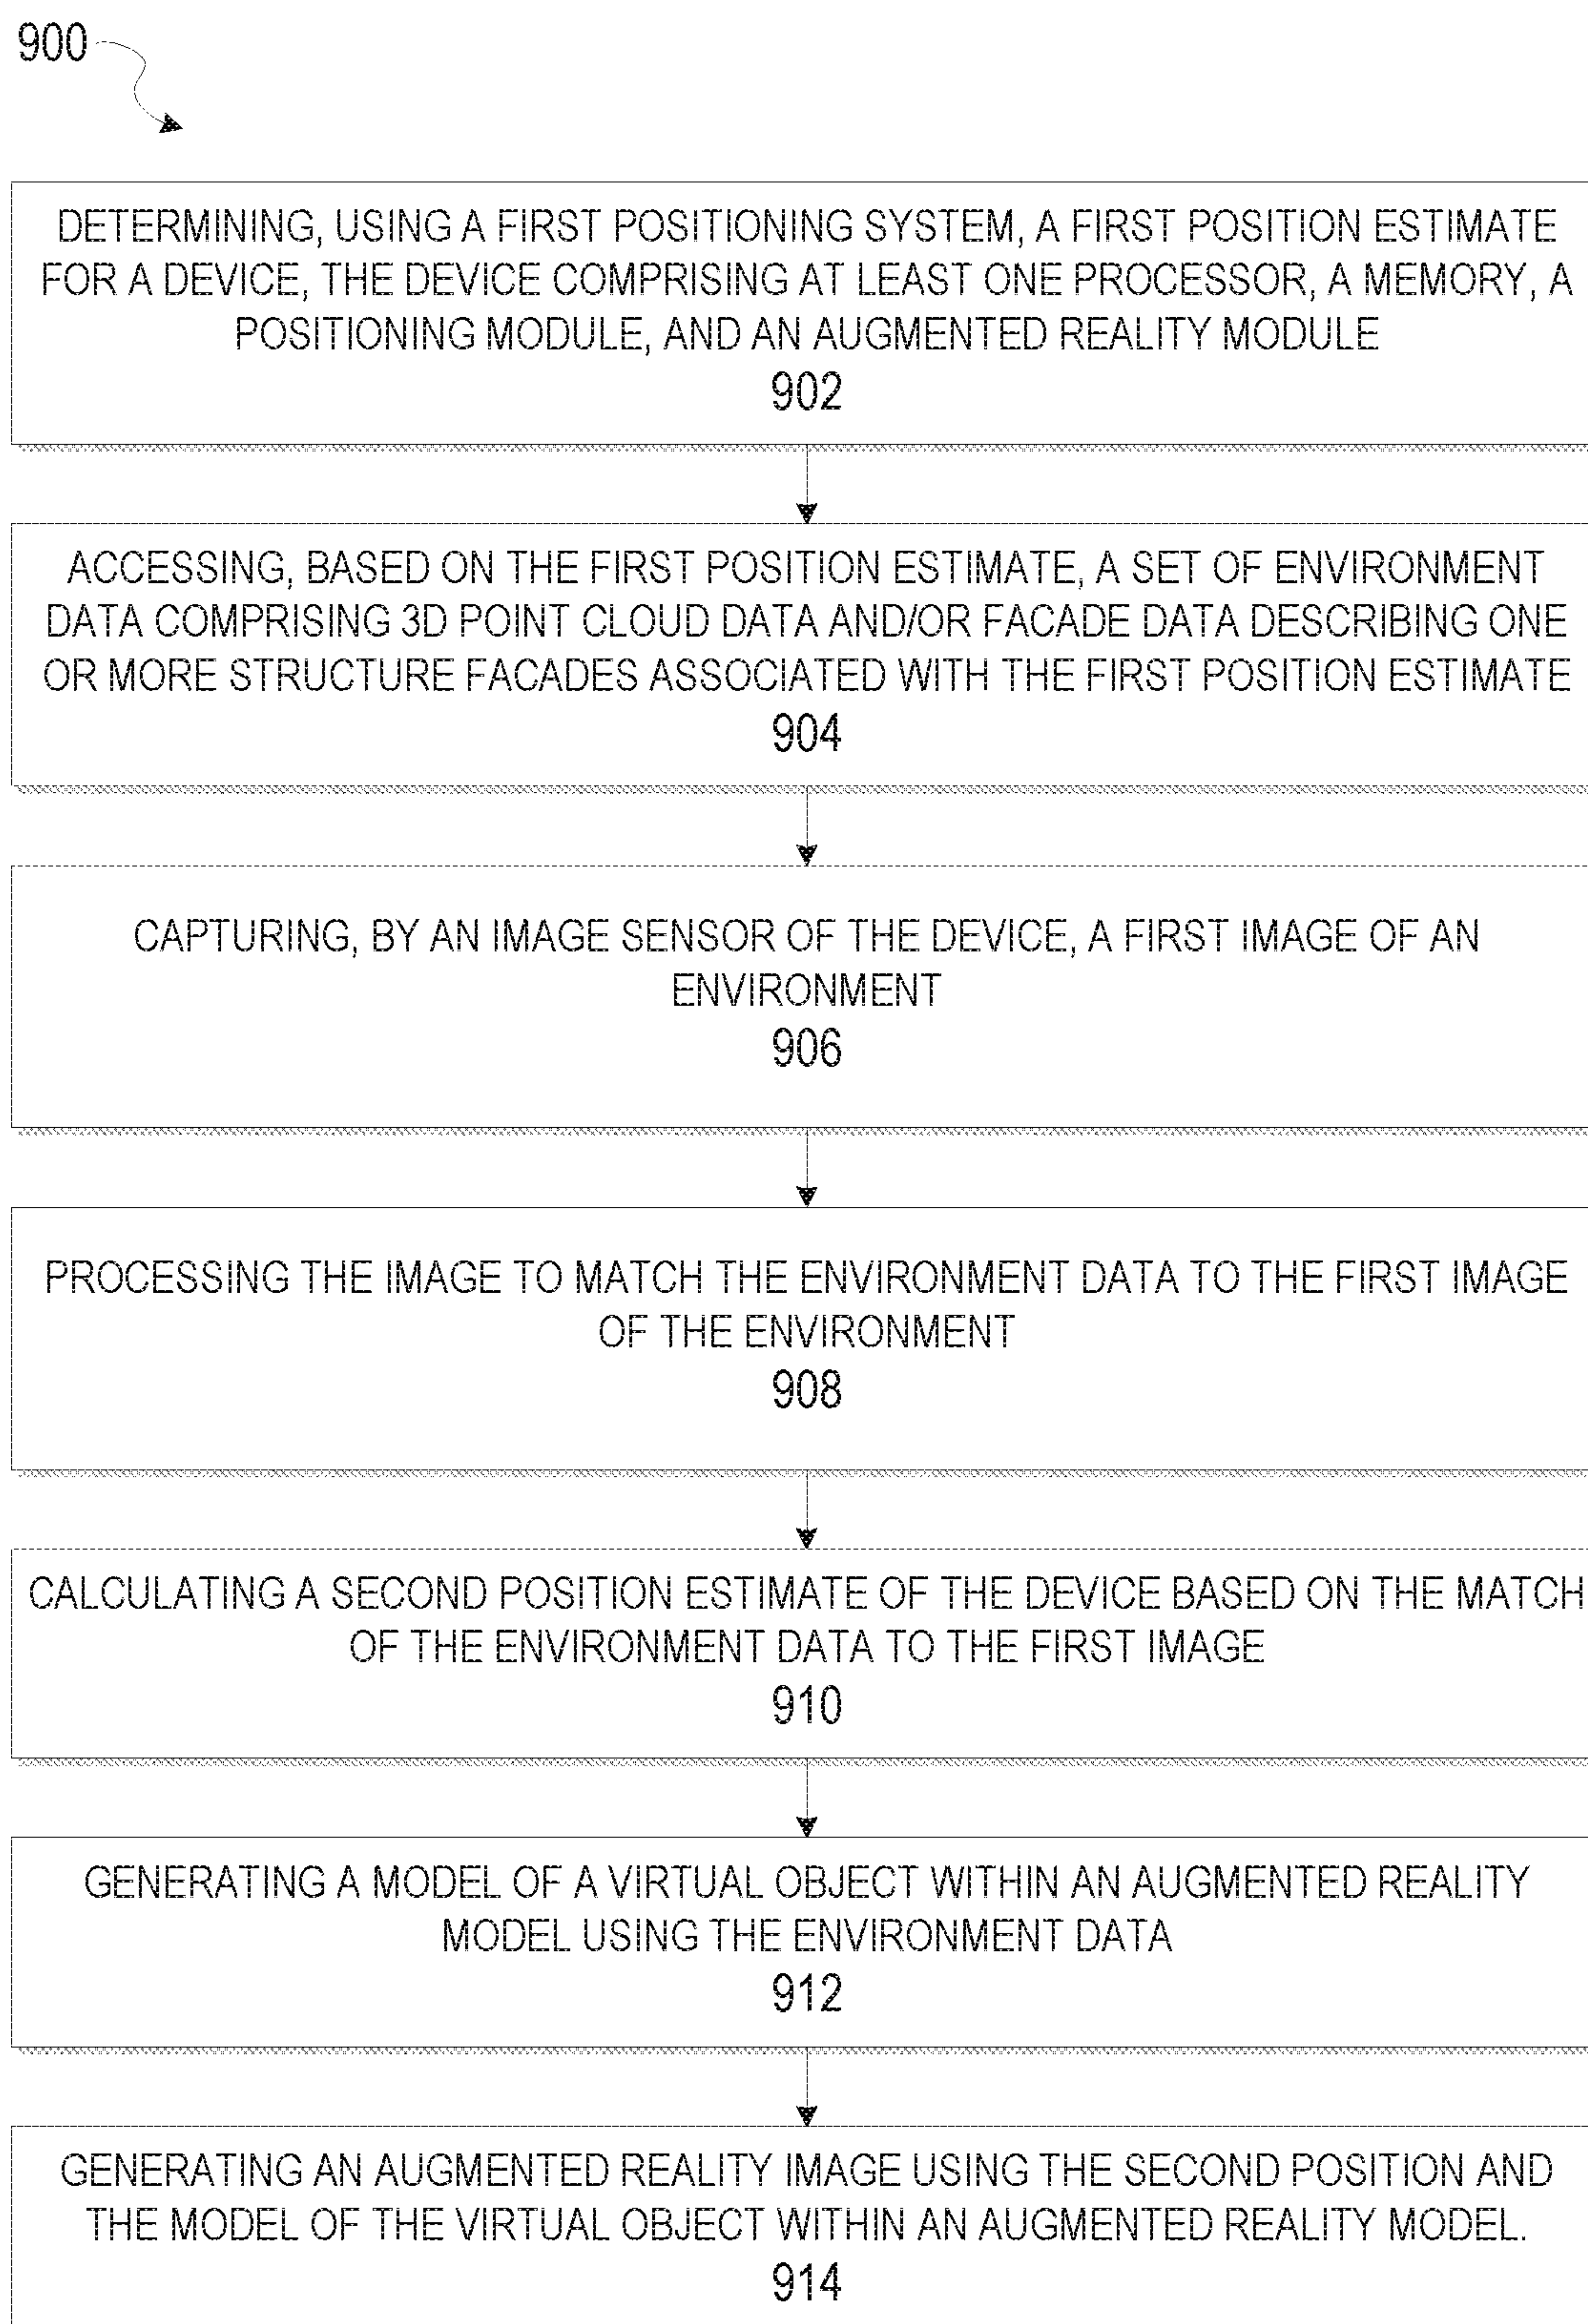 900
DETERMINING, USING A FIRST POSITIONING SYSTEM, A FIRST POSITION ESTIMATE
FOR A DEVICE, THE DEVICE COMPRISING AT LEAST ONE PROCESSOR, A MEMORY, A
POSITIONING MODULE, AND AN AUGMENTED REALITY MODULE
902
ACCESSING, BASED ON THE FIRST POSITION ESTIMATE, A SET OF ENVIRONMENT
DATA COMPRISING 3D POINT CLOUD DATA AND/OR FACADE DATA DESCRIBING ONE
OR MORE STRUCTURE FACADES ASSOCIATED WITH THE FIRST POSITION ESTIMATE
904
CAPTURING, BY AN IMAGE SENSOR OF THE DEVICE, A FIRST IMAGE OF AN
ENVIRONMENT
906
PROCESSING THE IMAGE TO MATCH THE ENVIRONMENT DATA TO THE FIRST IMAGE
OF THE ENVIRONMENT
908
CALCULATING A SECOND POSITION ESTIMATE OF THE DEVICE BASED ON THE MATCH
OF THE ENVIRONMENT DATA TO THE FIRST IMAGE
910
GENERATING A MODEL OF A VIRTUAL OBJECT WITHIN AN AUGMENTED REALITY
MODEL USING THE ENVIRONMENT DATA
912
GENERATING AN AUGMENTED REALITY IMAGE USING THE SECOND POSITION AND
THE MODEL OF THE VIRTUAL OBJECT WITHIN AN AUGMENTED REALITY MODEL.
914